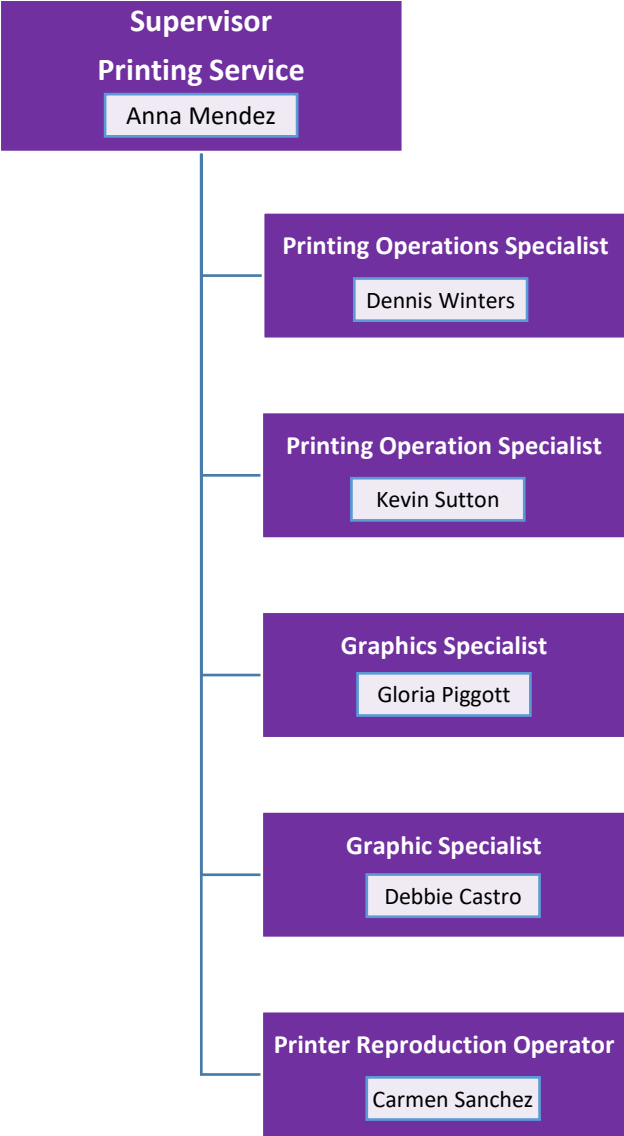 Supervisor
Printing Service
Anna Mendez
Printing Operations Specialist
Dennis Winters
Printing Operation Specialist
Kevin Sutton
Graphics Specialist
Gloria Piggott
Graphic Specialist
Debbie Castro
Printer Reproduction Operator
Carmen Sanchez